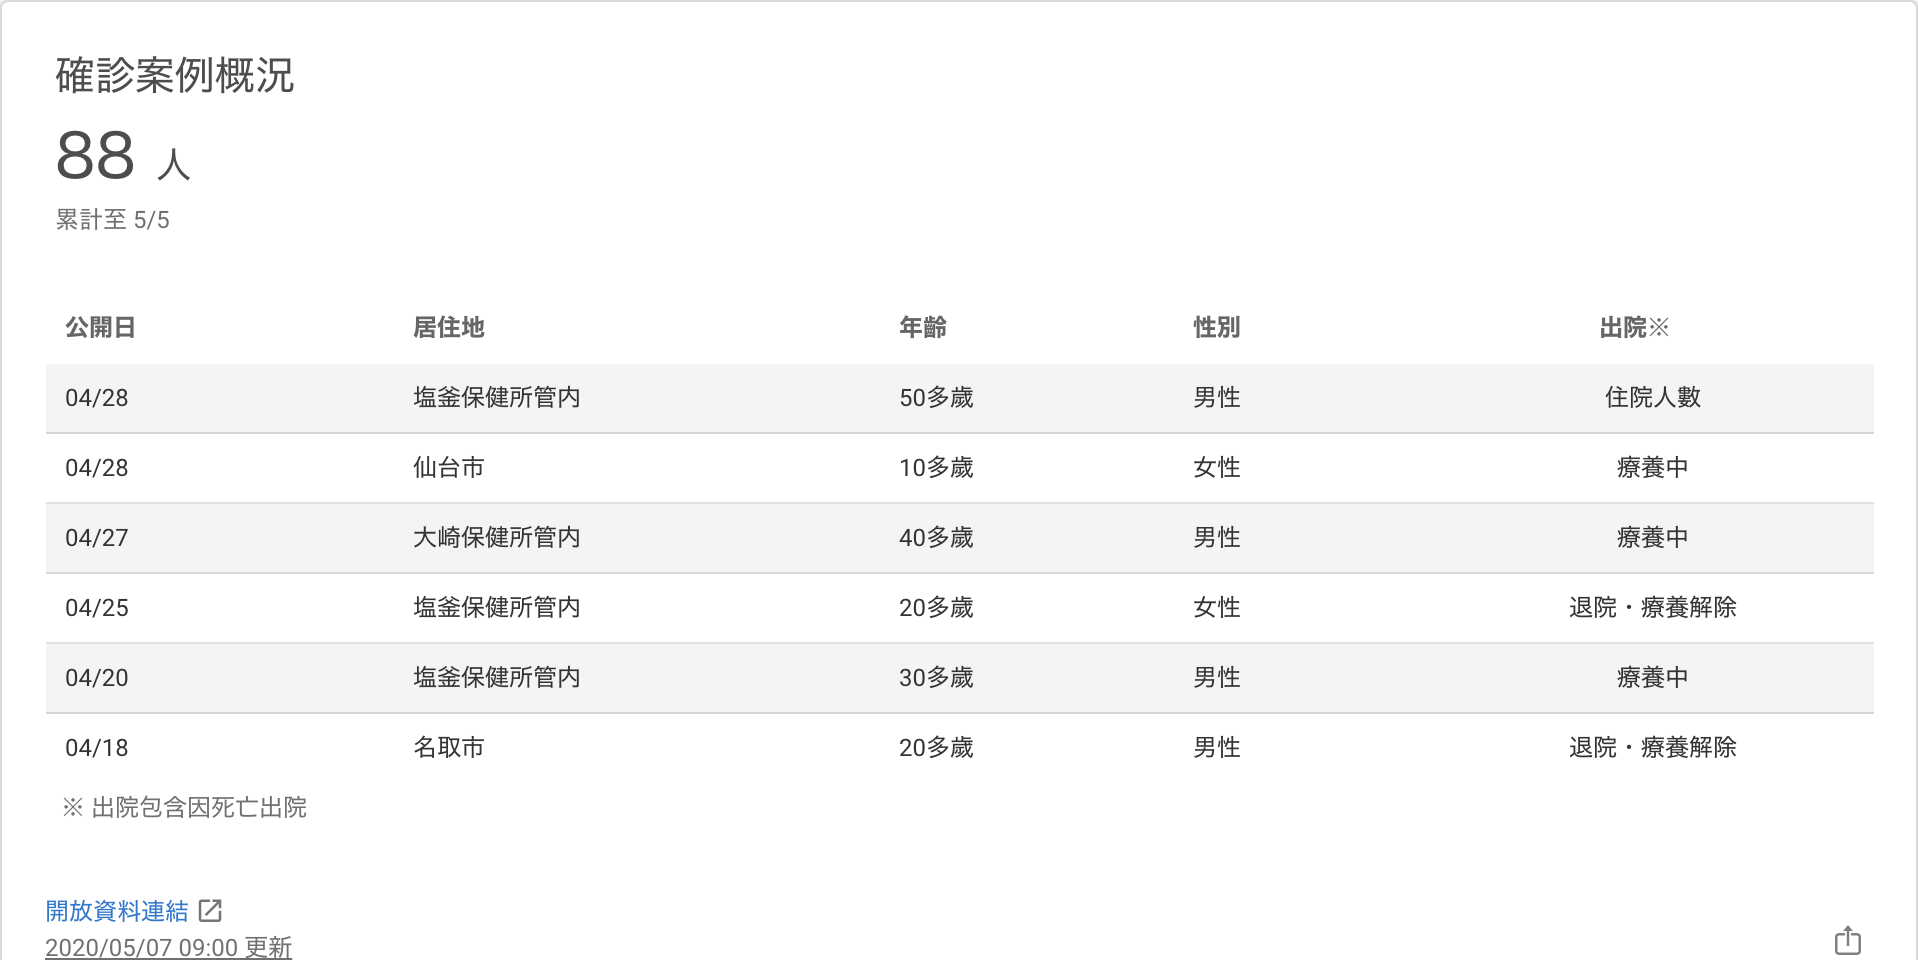 確診案例概況
88 人
累計至 5/5
公開日 居住地 年齡 性別 出院※
04/28 塩釜保健所管内 50多歲 男性 住院人數
04/28 仙台市 10多歲 女性 療養中
04/27 大崎保健所管内 40多歲 男性 療養中
04/25 塩釜保健所管内 20多歲 女性 退院・療養解除
04/20 塩釜保健所管内 30多歲 男性 療養中
04/18 名取市 20多歲 男性 退院・療養解除
※ 出院包含因死亡出院
開放資料連結
2020/05/07 09:00 更新